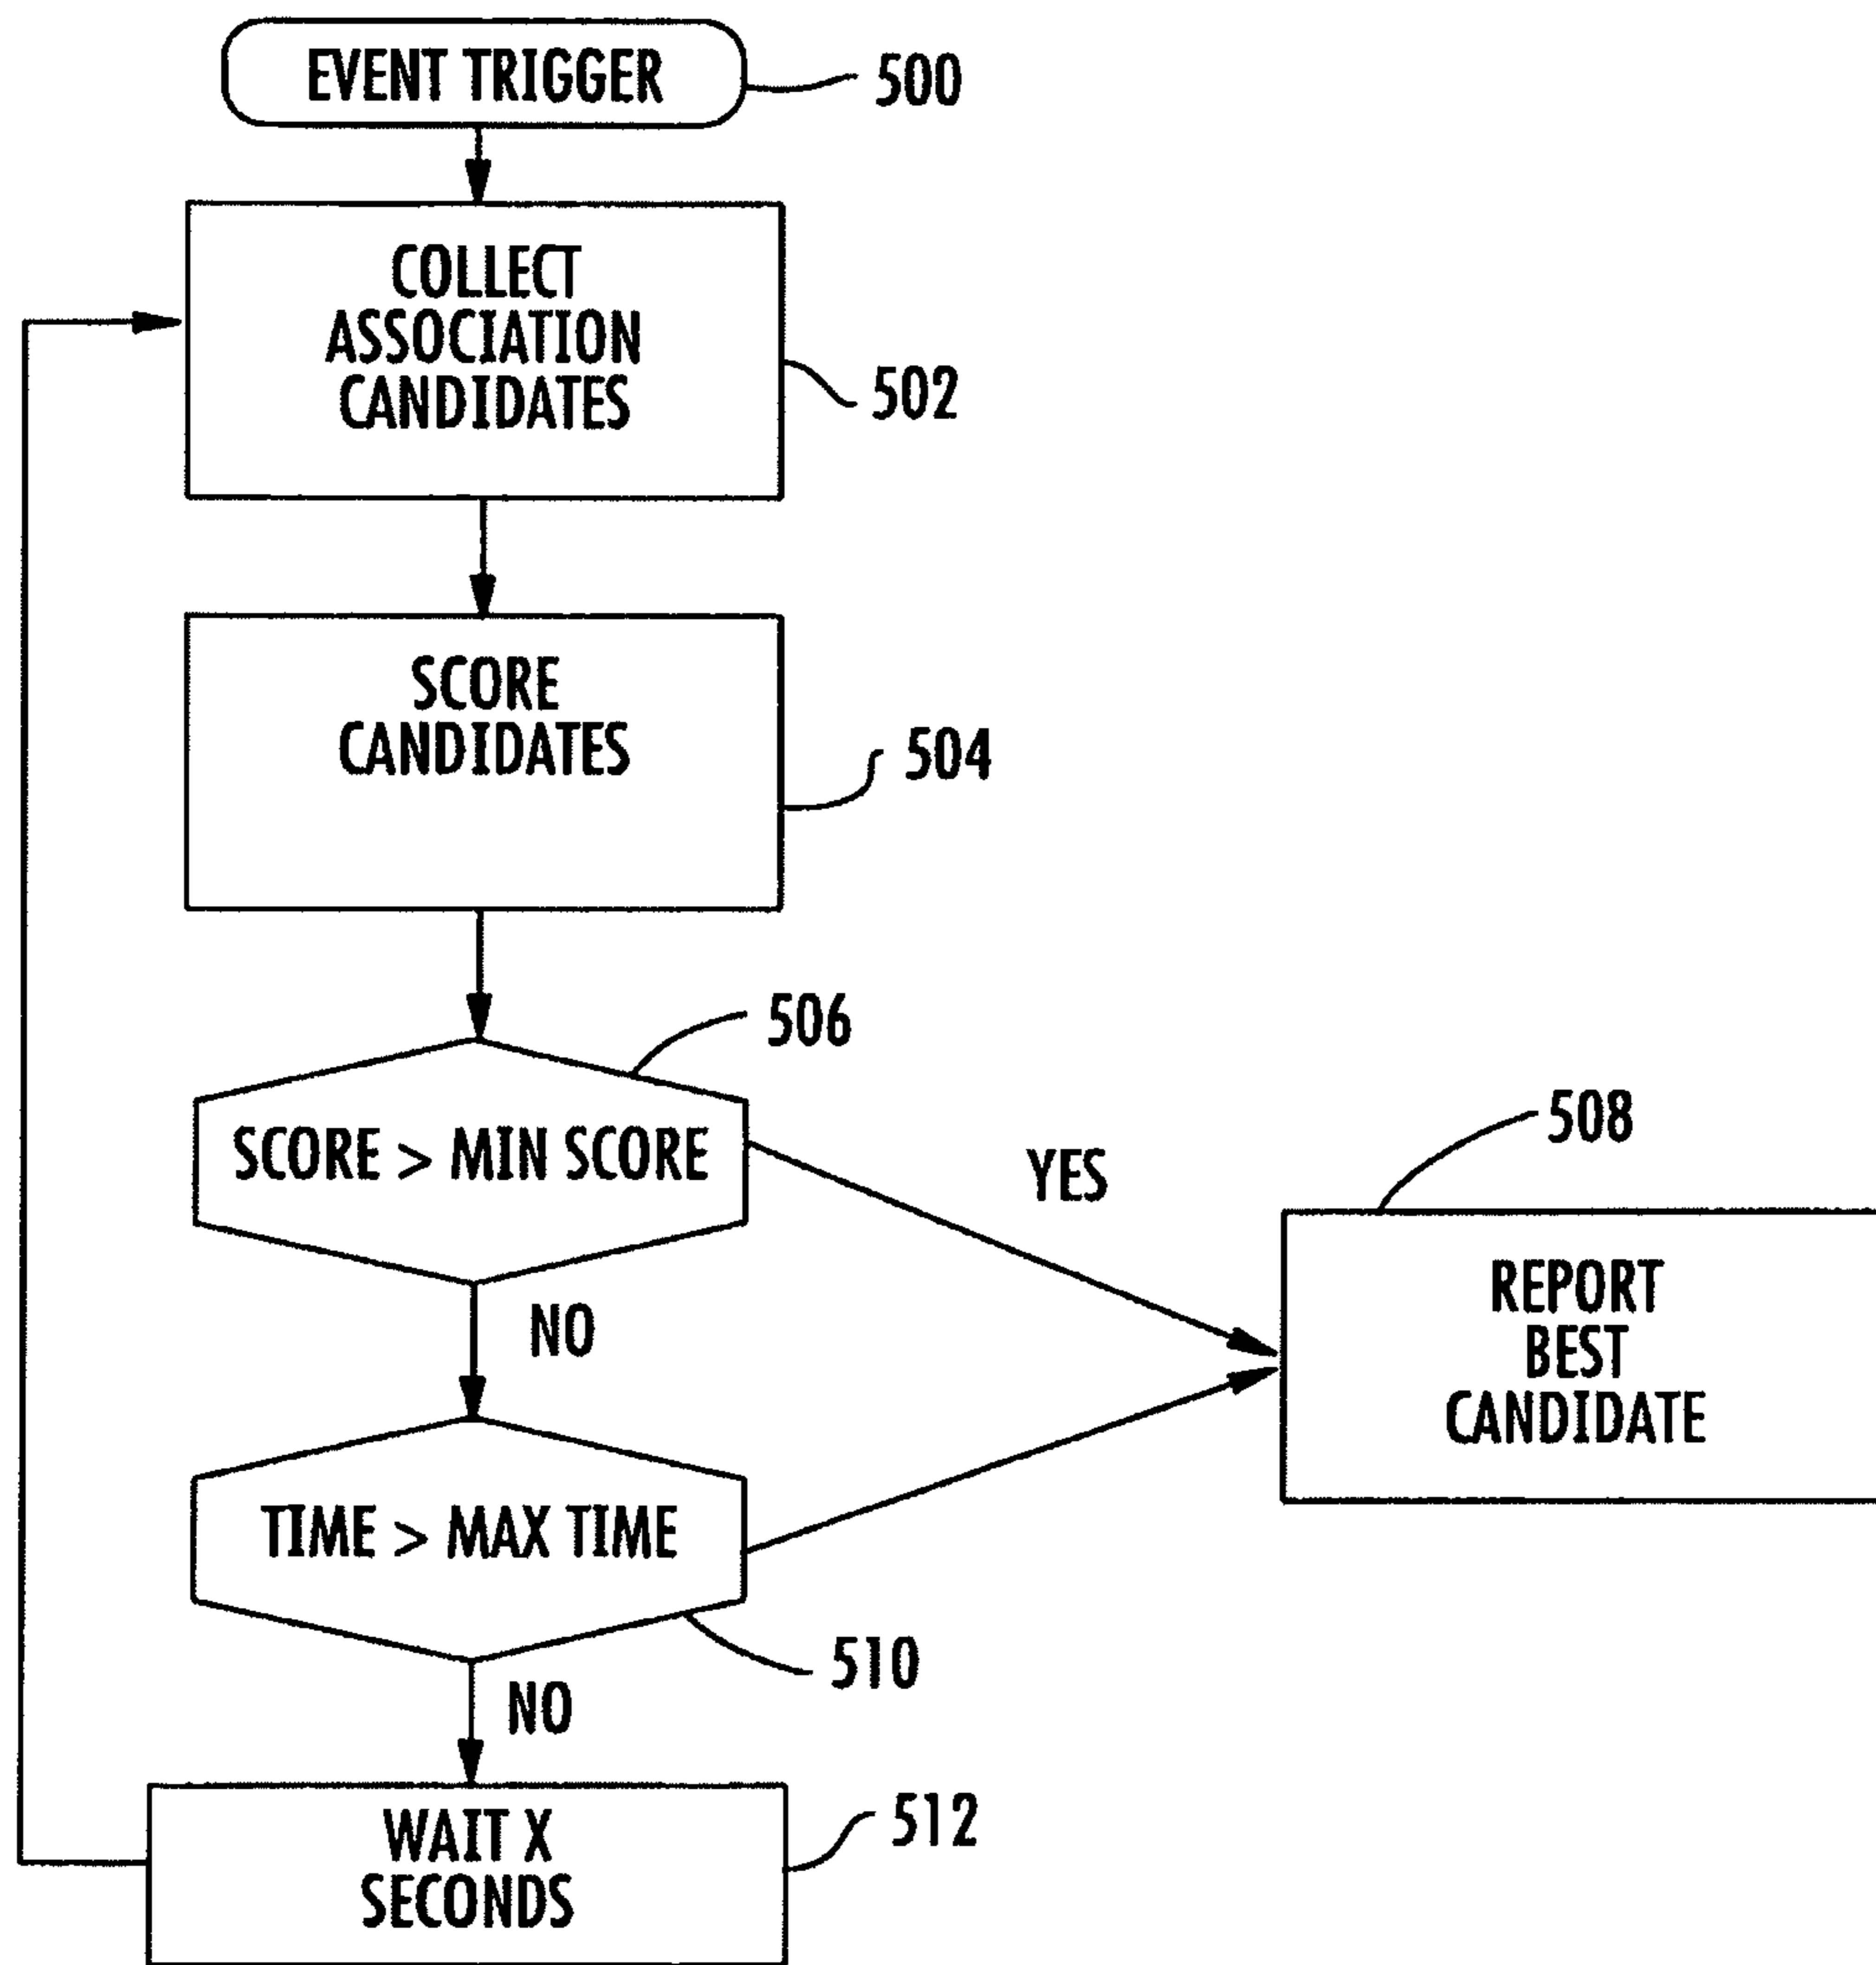 EVENT TRIGGER
500
COLLECT
ASSOCIATION
CANDIDATES
502
SCORE
CANDIDATES
504
506
SCORE > MIN SCORE
YES
508
REPORT
BEST
CANDIDATE
NO
TIME > MAX TIME
510
NO
WAIT X
SECONDS
512